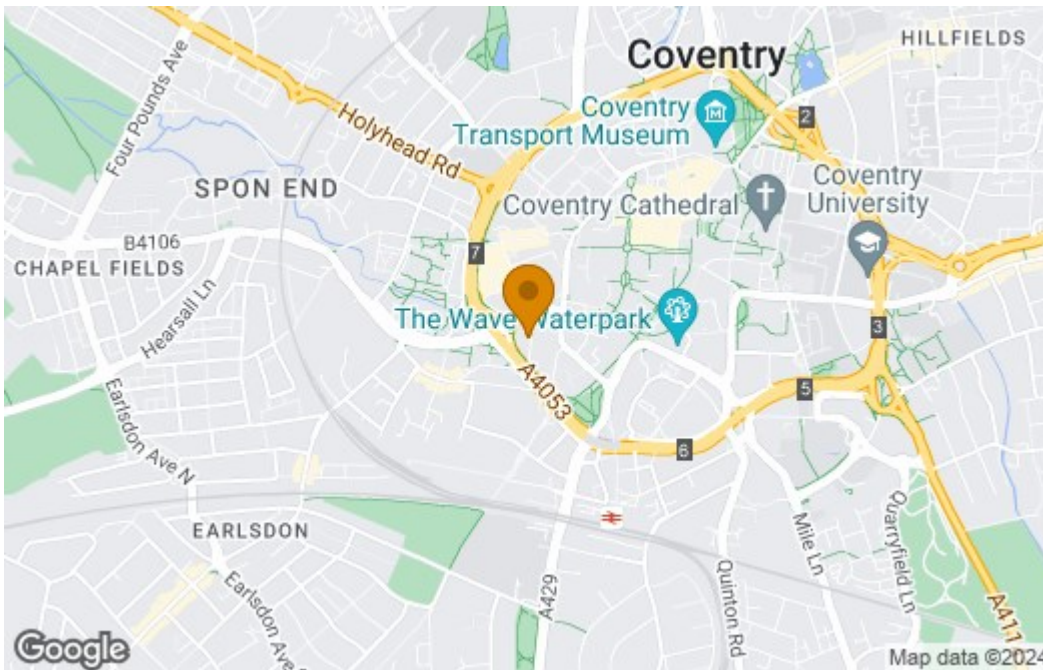 Coventry
HILLFIELDS
Four Pounds Ave
Holyhead Rd
Coventry
Transport Museum
2
SPON END
Coventry Cathedral
Coventry
University
B4106
CHAPEL FIELDS
7
Hearsall Ln
The Wave Waterpark
3
A4053
5
Earlsdon Ave N
6
EARLSDON
Mile Ln
Quarryfield Ln
Quinton Rd
A429
Earlsdon Ave S
A411
Google
Map data ©2024